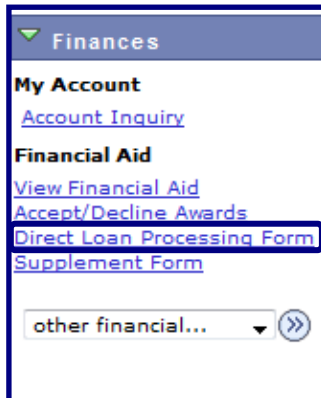 Finances
My Account
Account Inquiry
Financial Aid
View Financial Aid
Accept/Decline Awards
Direct Loan Processing Form
Supplement Form
other financial...